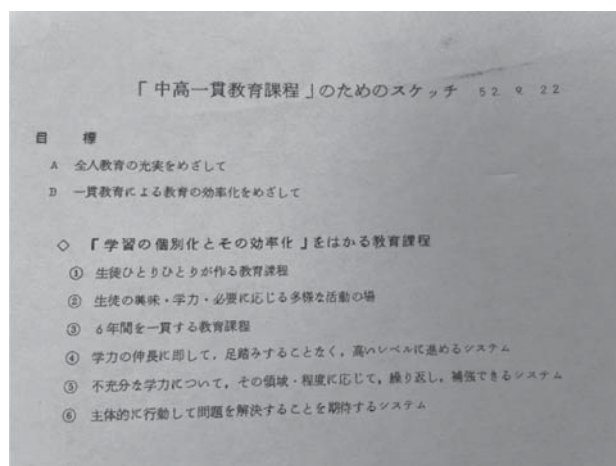 「中高一貫教育課程」のためのスケッチ 52 9 22
目 標
A 全人教育の充実をめざして
B 一貫教育による教育の効率化をめざして
◇ 「学習の個別化とその効率化」をはかる教育課程
① 生徒ひとりひとりが作る教育課程
② 生徒の興味・学力・必要に応じる多様な活動の場
③ 6年間を一貫する教育課程
④ 学力の伸長に即して，足踏みすることなく，高いレベルに進めるシステム
⑤ 不充分な学力について，その領域・程度に応じて，繰り返し，補強できるシステム
⑥ 主体的に行動して問題を解決することを期待するシステム